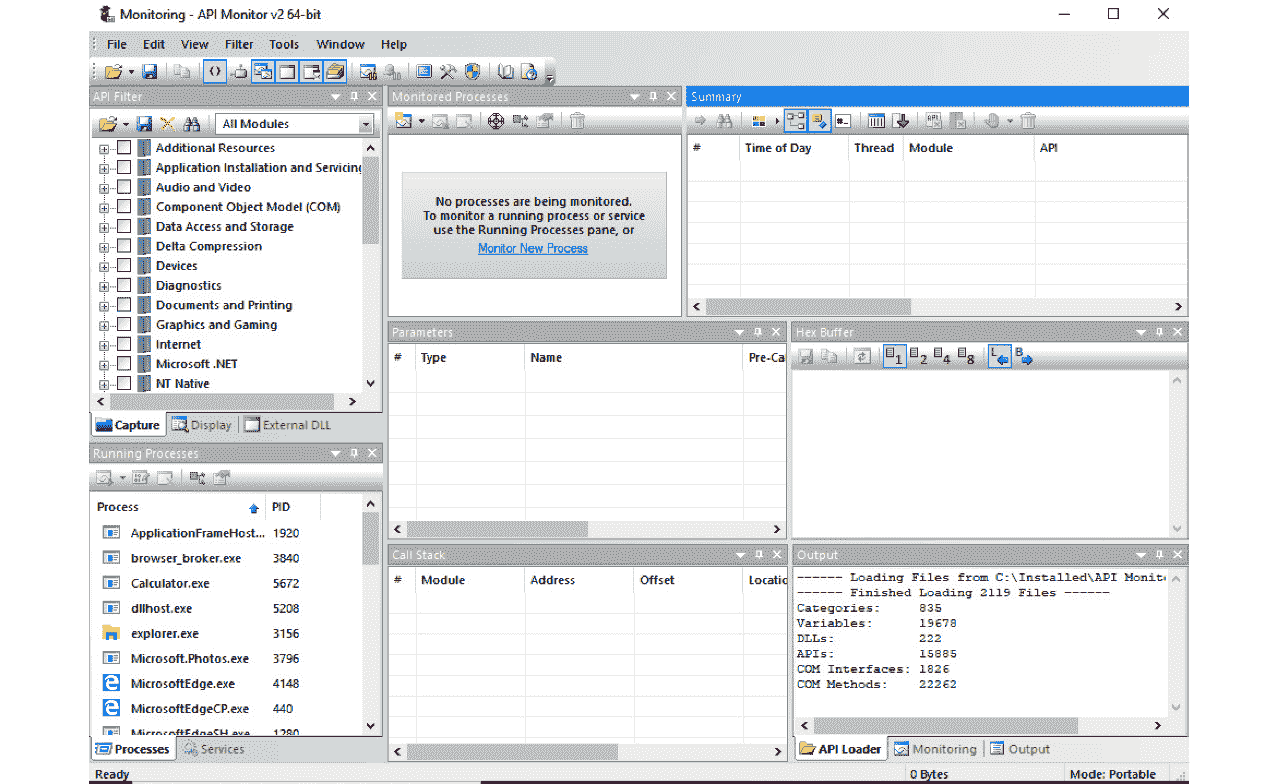 Monitoring - API Monitor v2 64-bit
File Edit View Filter Tools Window Help
API Filter
All Modules
Additional Resources
Application Installation and Servicing
Audio and Video
Component Object Model (COM)
Data Access and Storage
Delta Compression
Devices
Diagnostics
Documents and Printing
Graphics and Gaming
Internet
Microsoft .NET
NT Native
Capture Display External DLL
Monitored Processes
No processes are being monitored.
To monitor a running process or service
use the Running Processes pane, or
Monitor New Process
Summary
# Time of Day Thread Module API
Parameters
# Type Name Pre-Ca
Hex Buffer
1 2 4 8 L B
Running Processes
Process PID
ApplicationFrameHost... 1920
browser_broker.exe 3840
Calculator.exe 5672
dllhost.exe 5208
explorer.exe 3156
Microsoft.Photos.exe 3796
MicrosoftEdge.exe 4148
MicrosoftEdgeCP.exe 440
MicrosoftEdgeSH.exe 1280
Processes Services
Call Stack
# Module Address Offset Locatio
Output
------ Loading Files from C:\Installed\API Monit
------ Finished Loading 2119 Files ------
Categories: 835
Variables: 19678
DLLs: 222
APIs: 15885
COM Interfaces: 1826
COM Methods: 22262
API Loader Monitoring Output
Ready 0 Bytes Mode: Portable